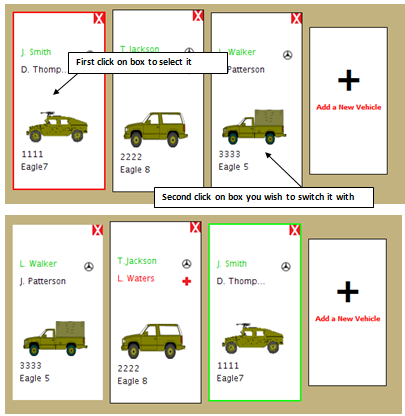 X
X
X
J. Smith
T. Jackson
L. Walker
First click on box to select it
D. Thomp...
J. Patterson
+
Add a New Vehicle
1111
Eagle7
2222
Eagle 8
3333
Eagle 5
Second click on box you wish to switch it with
X
X
X
L. Walker
J. Patterson
T. Jackson
L. Waters
J. Smith
D. Thomp...
+
Add a New Vehicle
3333
Eagle 5
2222
Eagle 8
1111
Eagle7